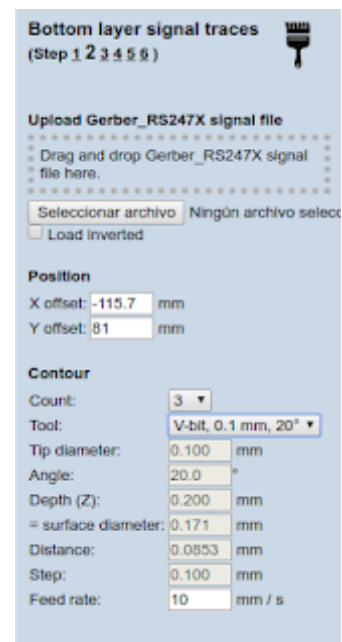 Bottom layer signal traces
(Step 1 2 3 4 5 6 )
Upload Gerber_RS247X signal file
Drag and drop Gerber_RS247X signal
file here.
Seleccionar archivo Ningún archivo selecc
Load inverted
Position
X offset: -115.7 mm
Y offset: 81 mm
Contour
Count: 3
Tool: V-bit, 0.1 mm, 20°
Tip diameter: 0.100 mm
Angle: 20.0 °
Depth (Z): 0.200 mm
= surface diameter: 0.171 mm
Distance: 0.0853 mm
Step: 0.100 mm
Feed rate: 10 mm / s